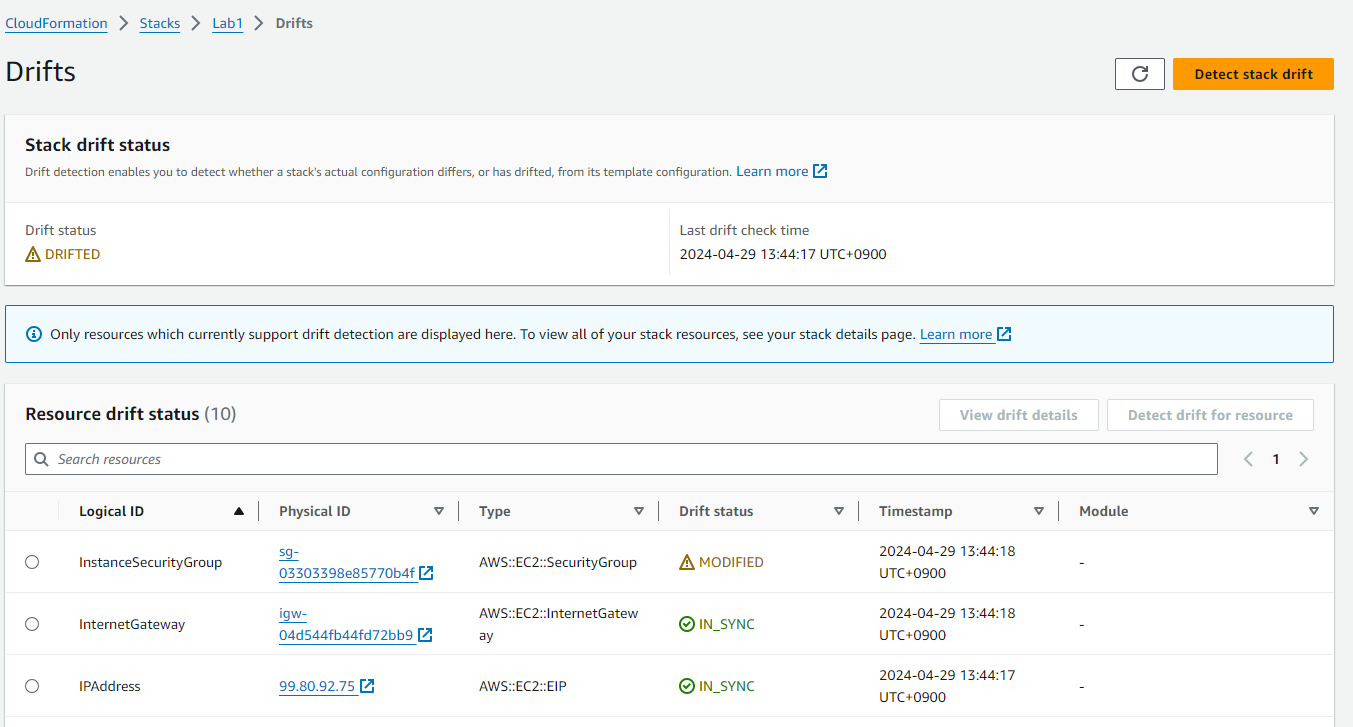 CloudFormation > Stacks > Lab1 > Drifts
Drifts
Detect stack drift
Stack drift status
Drift detection enables you to detect whether a stack's actual configuration differs, or has drifted, from its template configuration. Learn more
Drift status
DRIFTED
Last drift check time
2024-04-29 13:44:17 UTC+0900
Only resources which currently support drift detection are displayed here. To view all of your stack resources, see your stack details page. Learn more
Resource drift status (10)
View drift details
Detect drift for resource
Search resources
1
Logical ID Physical ID Type Drift status Timestamp Module
InstanceSecurityGroup
sg-
03303398e85770b4f
AWS::EC2::SecurityGroup
MODIFIED
2024-04-29 13:44:18
UTC+0900
-
InternetGateway
igw-
04d544fb44fd72bb9
AWS::EC2::InternetGatew
ay
IN_SYNC
2024-04-29 13:44:18
UTC+0900
-
IPAddress
99.80.92.75
AWS::EC2::EIP
IN_SYNC
2024-04-29 13:44:17
UTC+0900
-